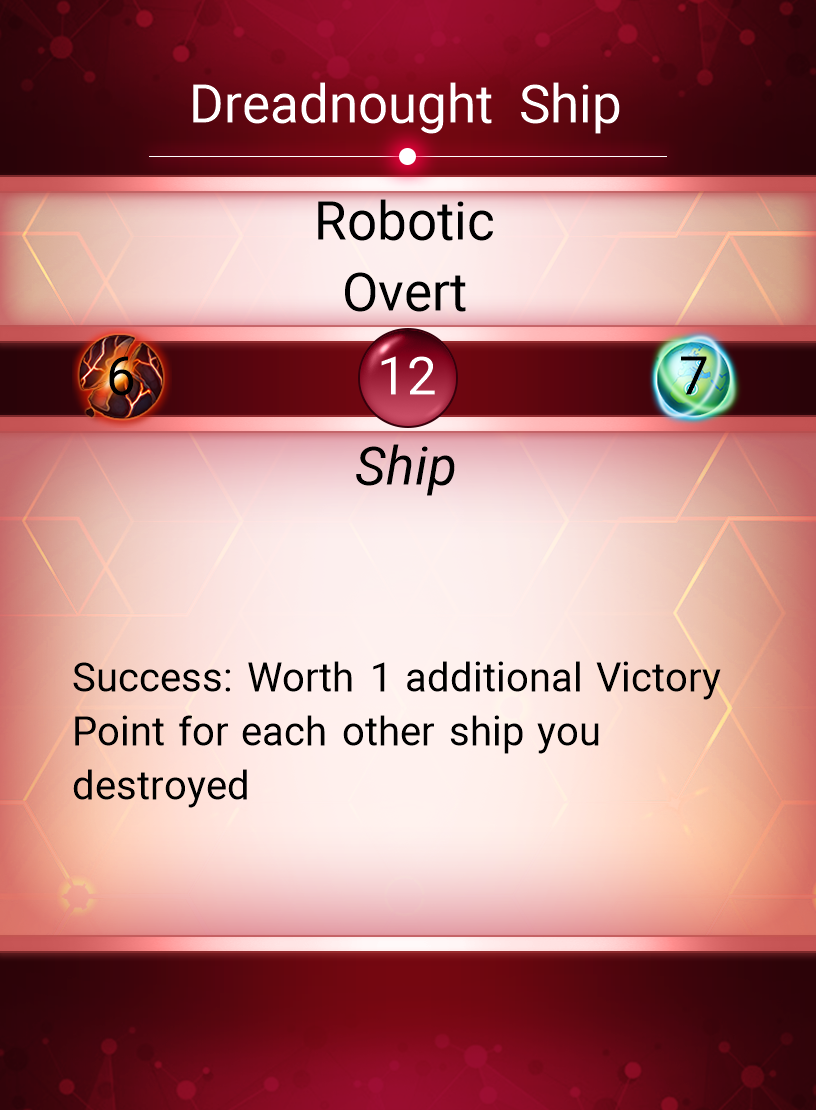 Dreadnought Ship
Robotic
Overt
6 12 7
Ship
Success: Worth 1 additional Victory
Point for each other ship you
destroyed